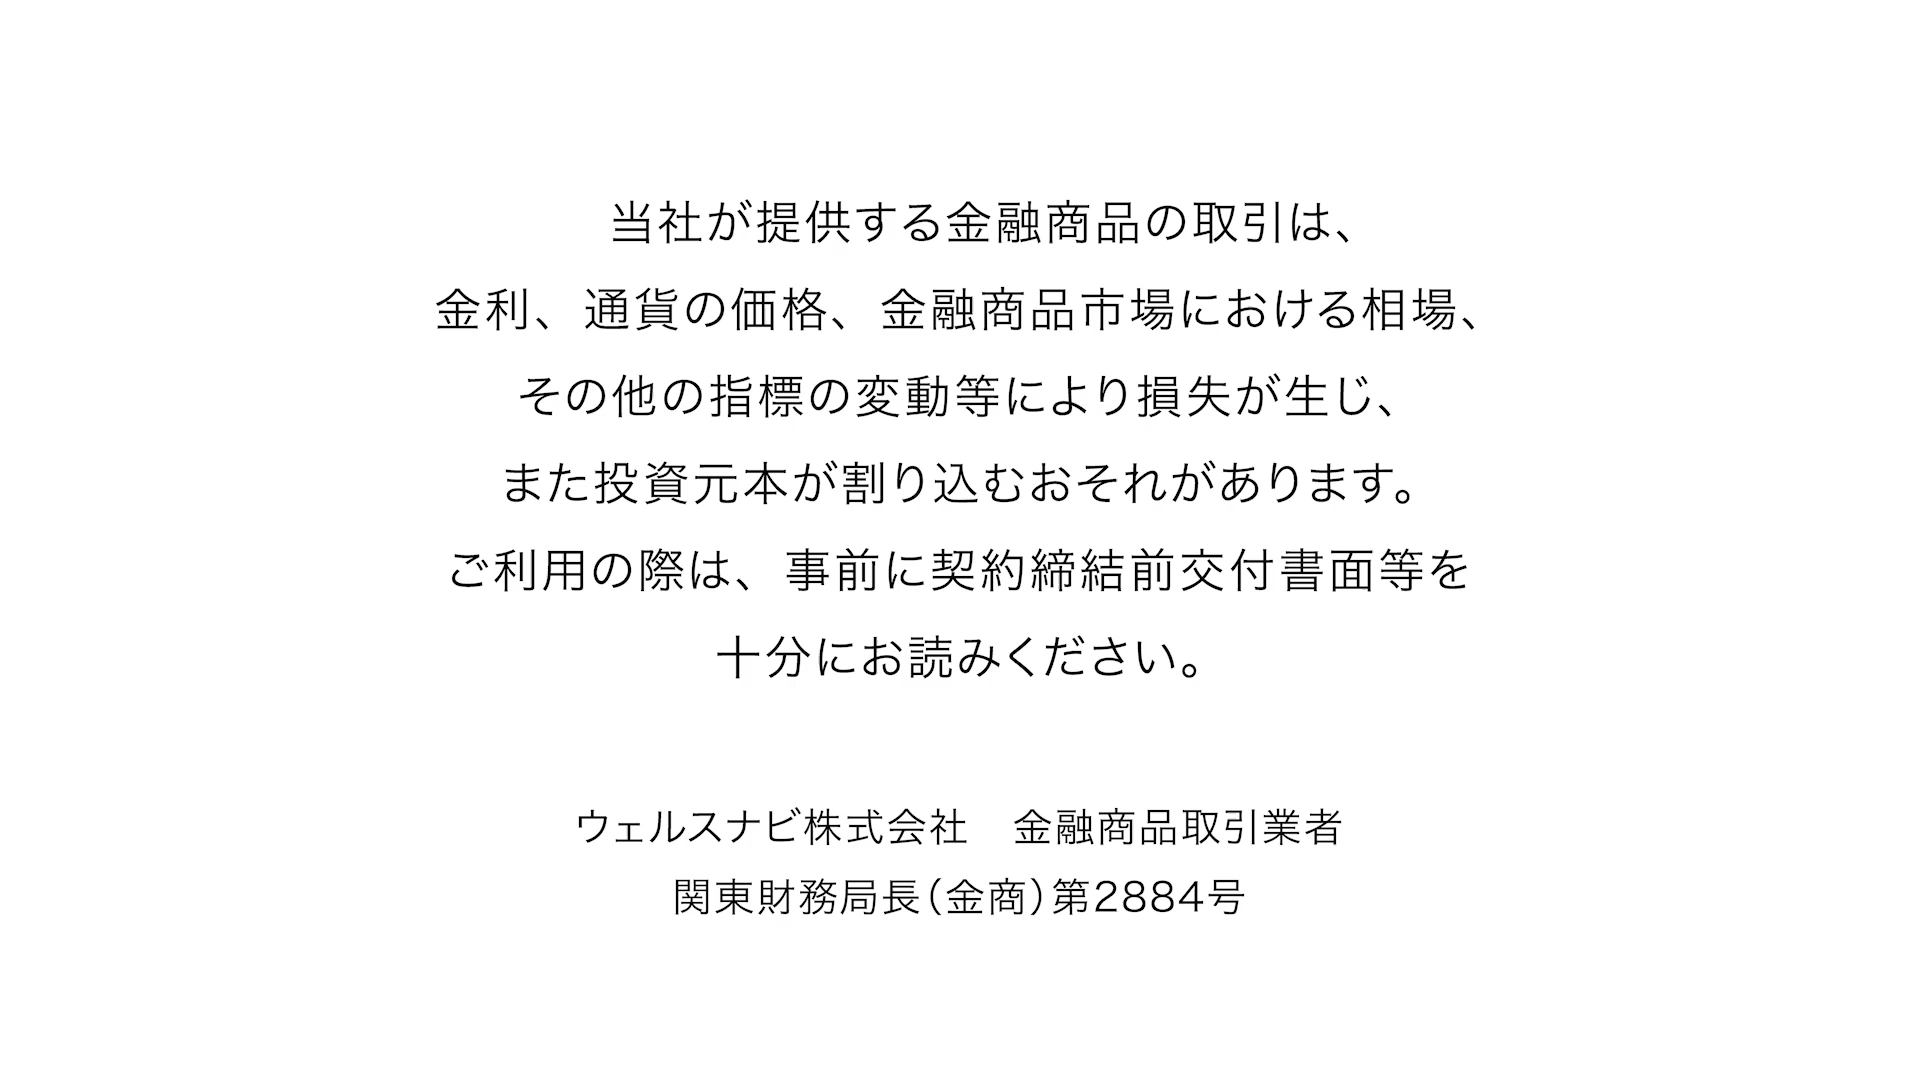 当社が提供する金融商品の取引は、
金利、通貨の価格、金融商品市場における相場、
その他の指標の変動等により損失が生じ、
また投資元本が割り込むおそれがあります。
ご利用の際は、事前に契約締結前交付書面等を
十分にお読みください。
ウェルスナビ株式会社　金融商品取引業者
関東財務局長（金商）第2884号